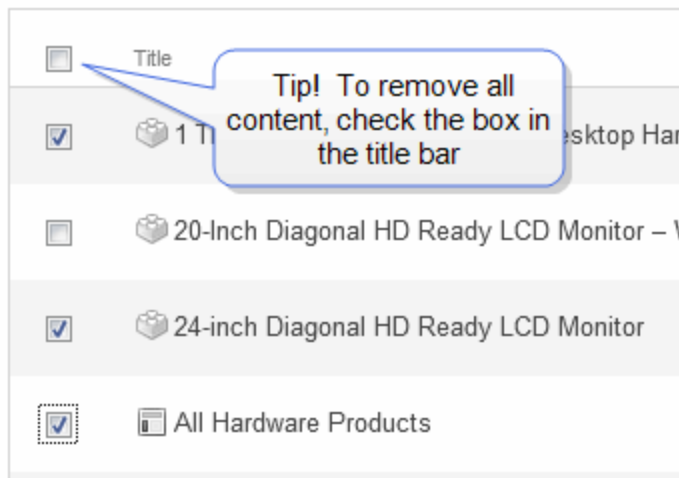 Title
Tip! To remove all
content, check the box in
the title bar
1 esktop
20-Inch Diagonal HD Ready LCD Monitor –
24-inch Diagonal HD Ready LCD Monitor
All Hardware Products